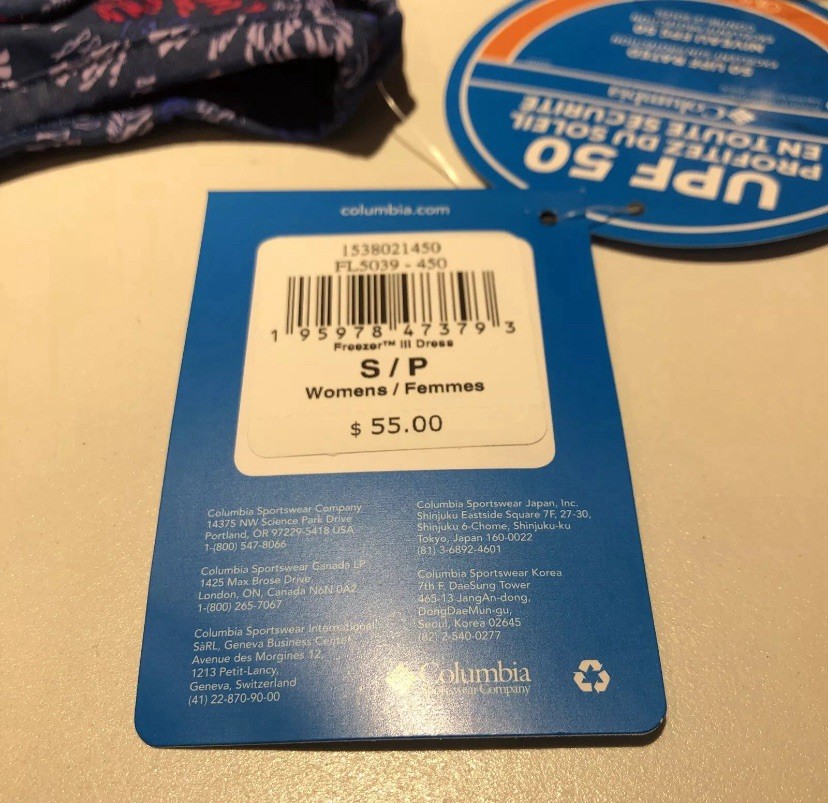 columbia.com
1538021450
FL5039 - 450
1 95978 47379 3
Freezer™ III Dress
S / P
Womens / Femmes
$ 55.00
Columbia Sportswear Company
14375 NW Science Park Drive
Portland, OR 97229-5418 USA
1-(800) 547-8066
Columbia Sportswear Canada LP
1425 Max Brose Drive,
London, ON, Canada N6N 0A2
1-(800) 265-7067
Columbia Sportswear International
SàRL, Geneva Business Center
Avenue des Morgines 12,
1213 Petit-Lancy,
Geneva, Switzerland
(41) 22-870-90-00
Columbia Sportswear Japan, Inc.
Shinjuku Eastside Square 7F, 27-30,
Shinjuku 6-Chome, Shinjuku-ku
Tokyo, Japan 160-0022
(81) 3-6892-4601
Columbia Sportswear Korea
7th F, DaeSung Tower
465-13 JangAn-dong,
DongDaeMun-gu,
Seoul, Korea 02645
(82) 2-540-0277
Columbia
Sportswear Company
UPF 50
PROFITEZ DU SOLEIL
EN TOUTE SÉCURITÉ
Columbia
50 UPF RATED
NIVEAU FPS 50